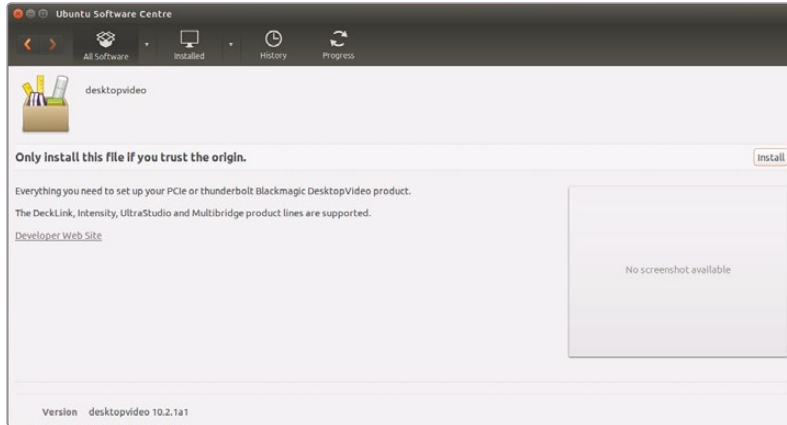 Ubuntu Software Centre
All Software
Installed
History
Progress
desktopvideo
Only install this file if you trust the origin.
Install
Everything you need to set up your PCIe or thunderbolt Blackmagic DesktopVideo product.
The DeckLink, Intensity, UltraStudio and Multibridge product lines are supported.
Developer Web Site
No screenshot available
Version desktopvideo 10.2.1a1